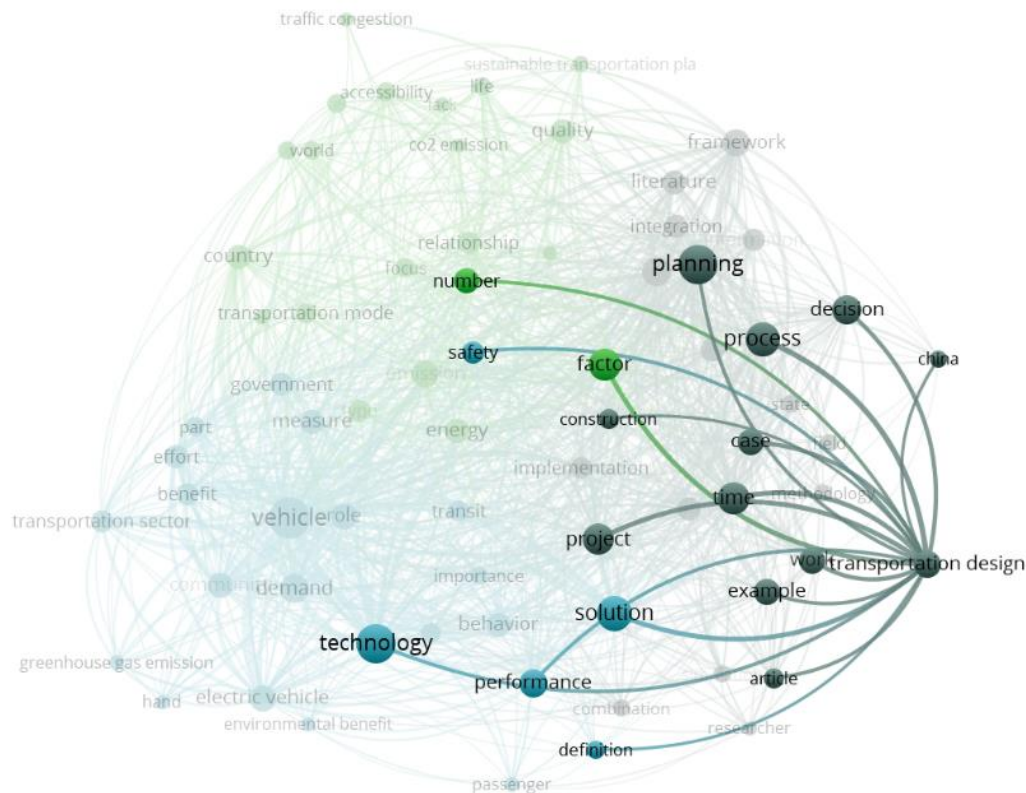 traffic congestion
sustainable transportation pla
life
accessibility
lack
quality
world
co2 emission
framework
literature
integration
relationship
country
focus
planning
number
transportation mode
decision
process
safety
factor
china
emission
government
measure
construction
state
part
energy
case
field
effort
implementation
benefit
time
methodology
transportation sector
vehicle
role
transit
project
work
transportation design
importance
demand
example
solution
behavior
technology
greenhouse gas emission
performance
article
electric vehicle
hand
environmental benefit
combination
researcher
definition
passenger